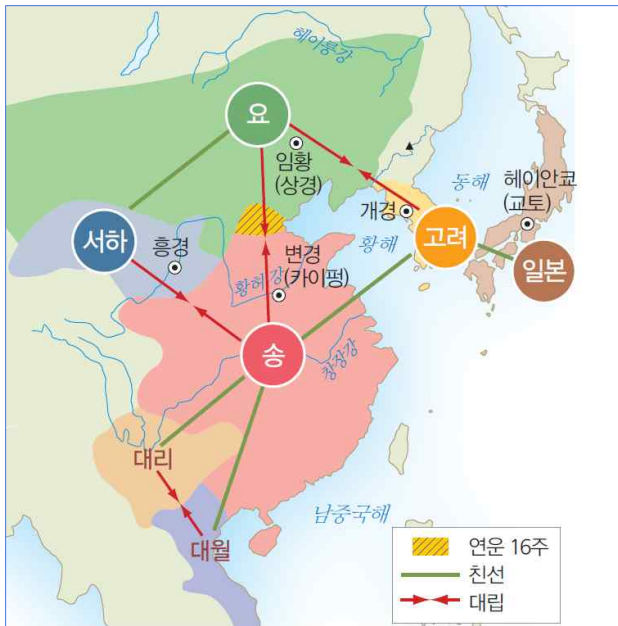 헤이룽강
요
임황
(상경)
동해
헤이안쿄
(교토)
개경
고려
서하
흥경
변경
(카이펑)
황해
일본
황허강
송
창장강
대리
남중국해
대월
연운 16주
친선
대립